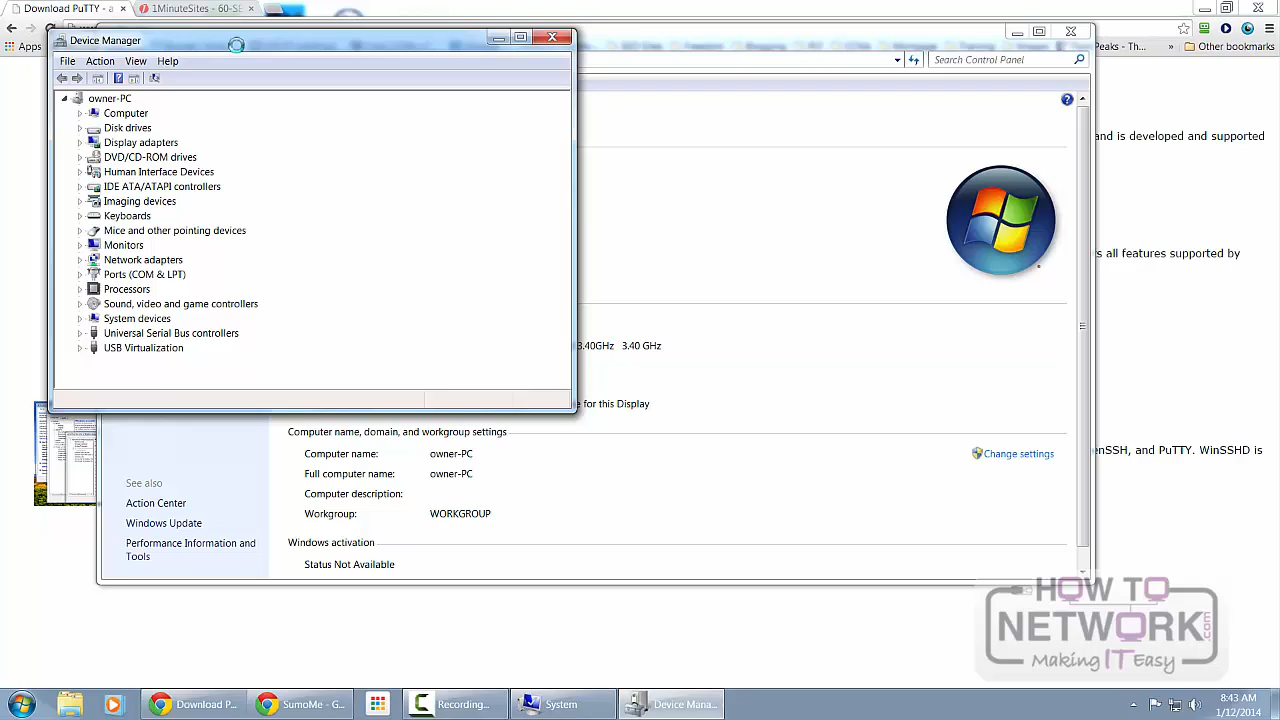 Download PuTTY - a
1MinuteSites - 60-SE
Apps
Peaks - Th...
Other bookmarks
Device Manager
File Action View Help
Search Control Panel
owner-PC
Computer
Disk drives
Display adapters
DVD/CD-ROM drives
Human Interface Devices
IDE ATA/ATAPI controllers
Imaging devices
Keyboards
Mice and other pointing devices
Monitors
Network adapters
Ports (COM & LPT)
Processors
Sound, video and game controllers
System devices
Universal Serial Bus controllers
USB Virtualization
and is developed and supported
all features supported by
3.40GHz 3.40 GHz
for this Display
Computer name, domain, and workgroup settings
Computer name: owner-PC
Change settings
Full computer name: owner-PC
Computer description:
Workgroup: WORKGROUP
Windows activation
Status Not Available
See also
Action Center
Windows Update
Performance Information and
Tools
and PuTTY. WinSSHD is
HOW TO
NETWORK.com
Making IT Easy
Download P...
SumoMe - G...
Recording...
System
Device Mana...
8:43 AM
1/12/2014